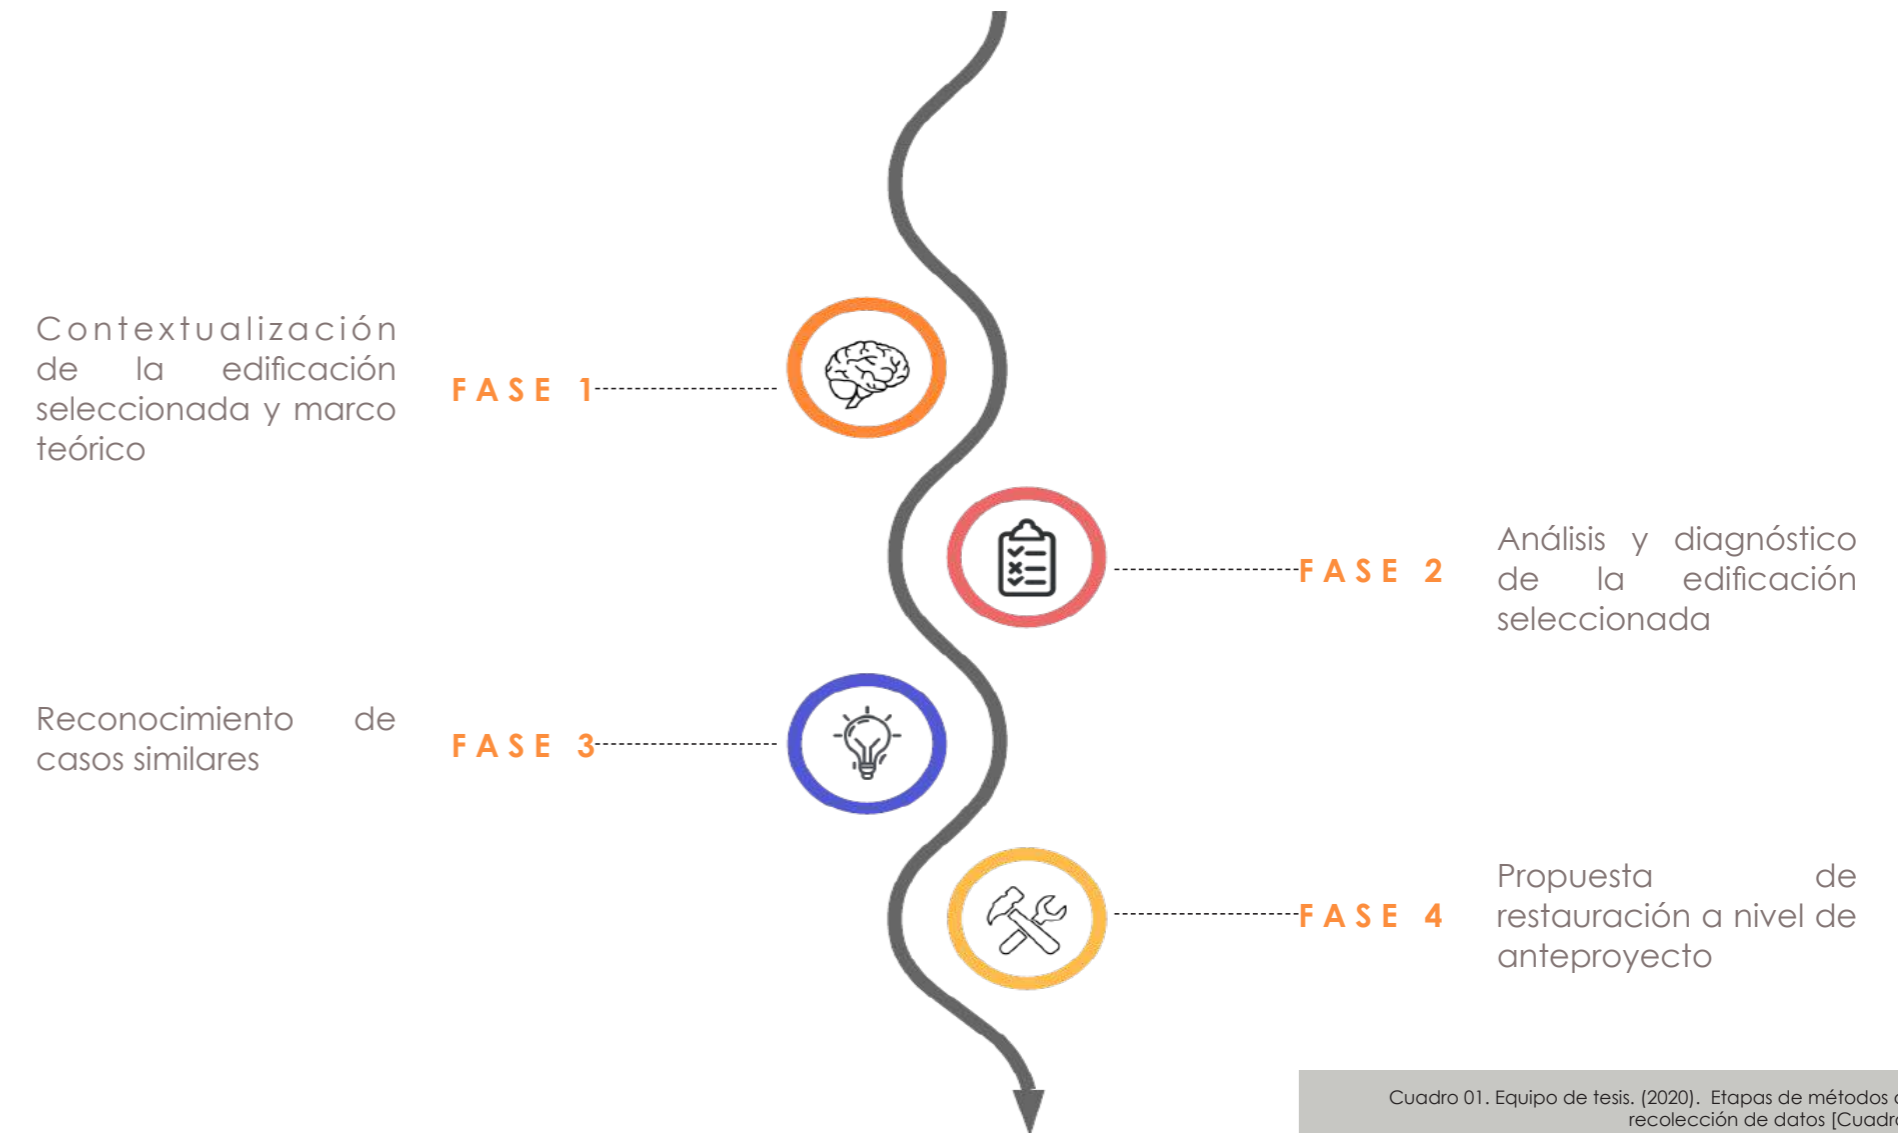 Contextualización
de la edificación
seleccionada y marco
teórico
FASE 1
FASE 2
Análisis y diagnóstico
de la edificación
seleccionada
Reconocimiento de
casos similares
FASE 3
FASE 4
Propuesta de
restauración a nivel de
anteproyecto
Cuadro 01. Equipo de tesis. (2020). Etapas de métodos
recolección de datos [Cuadro